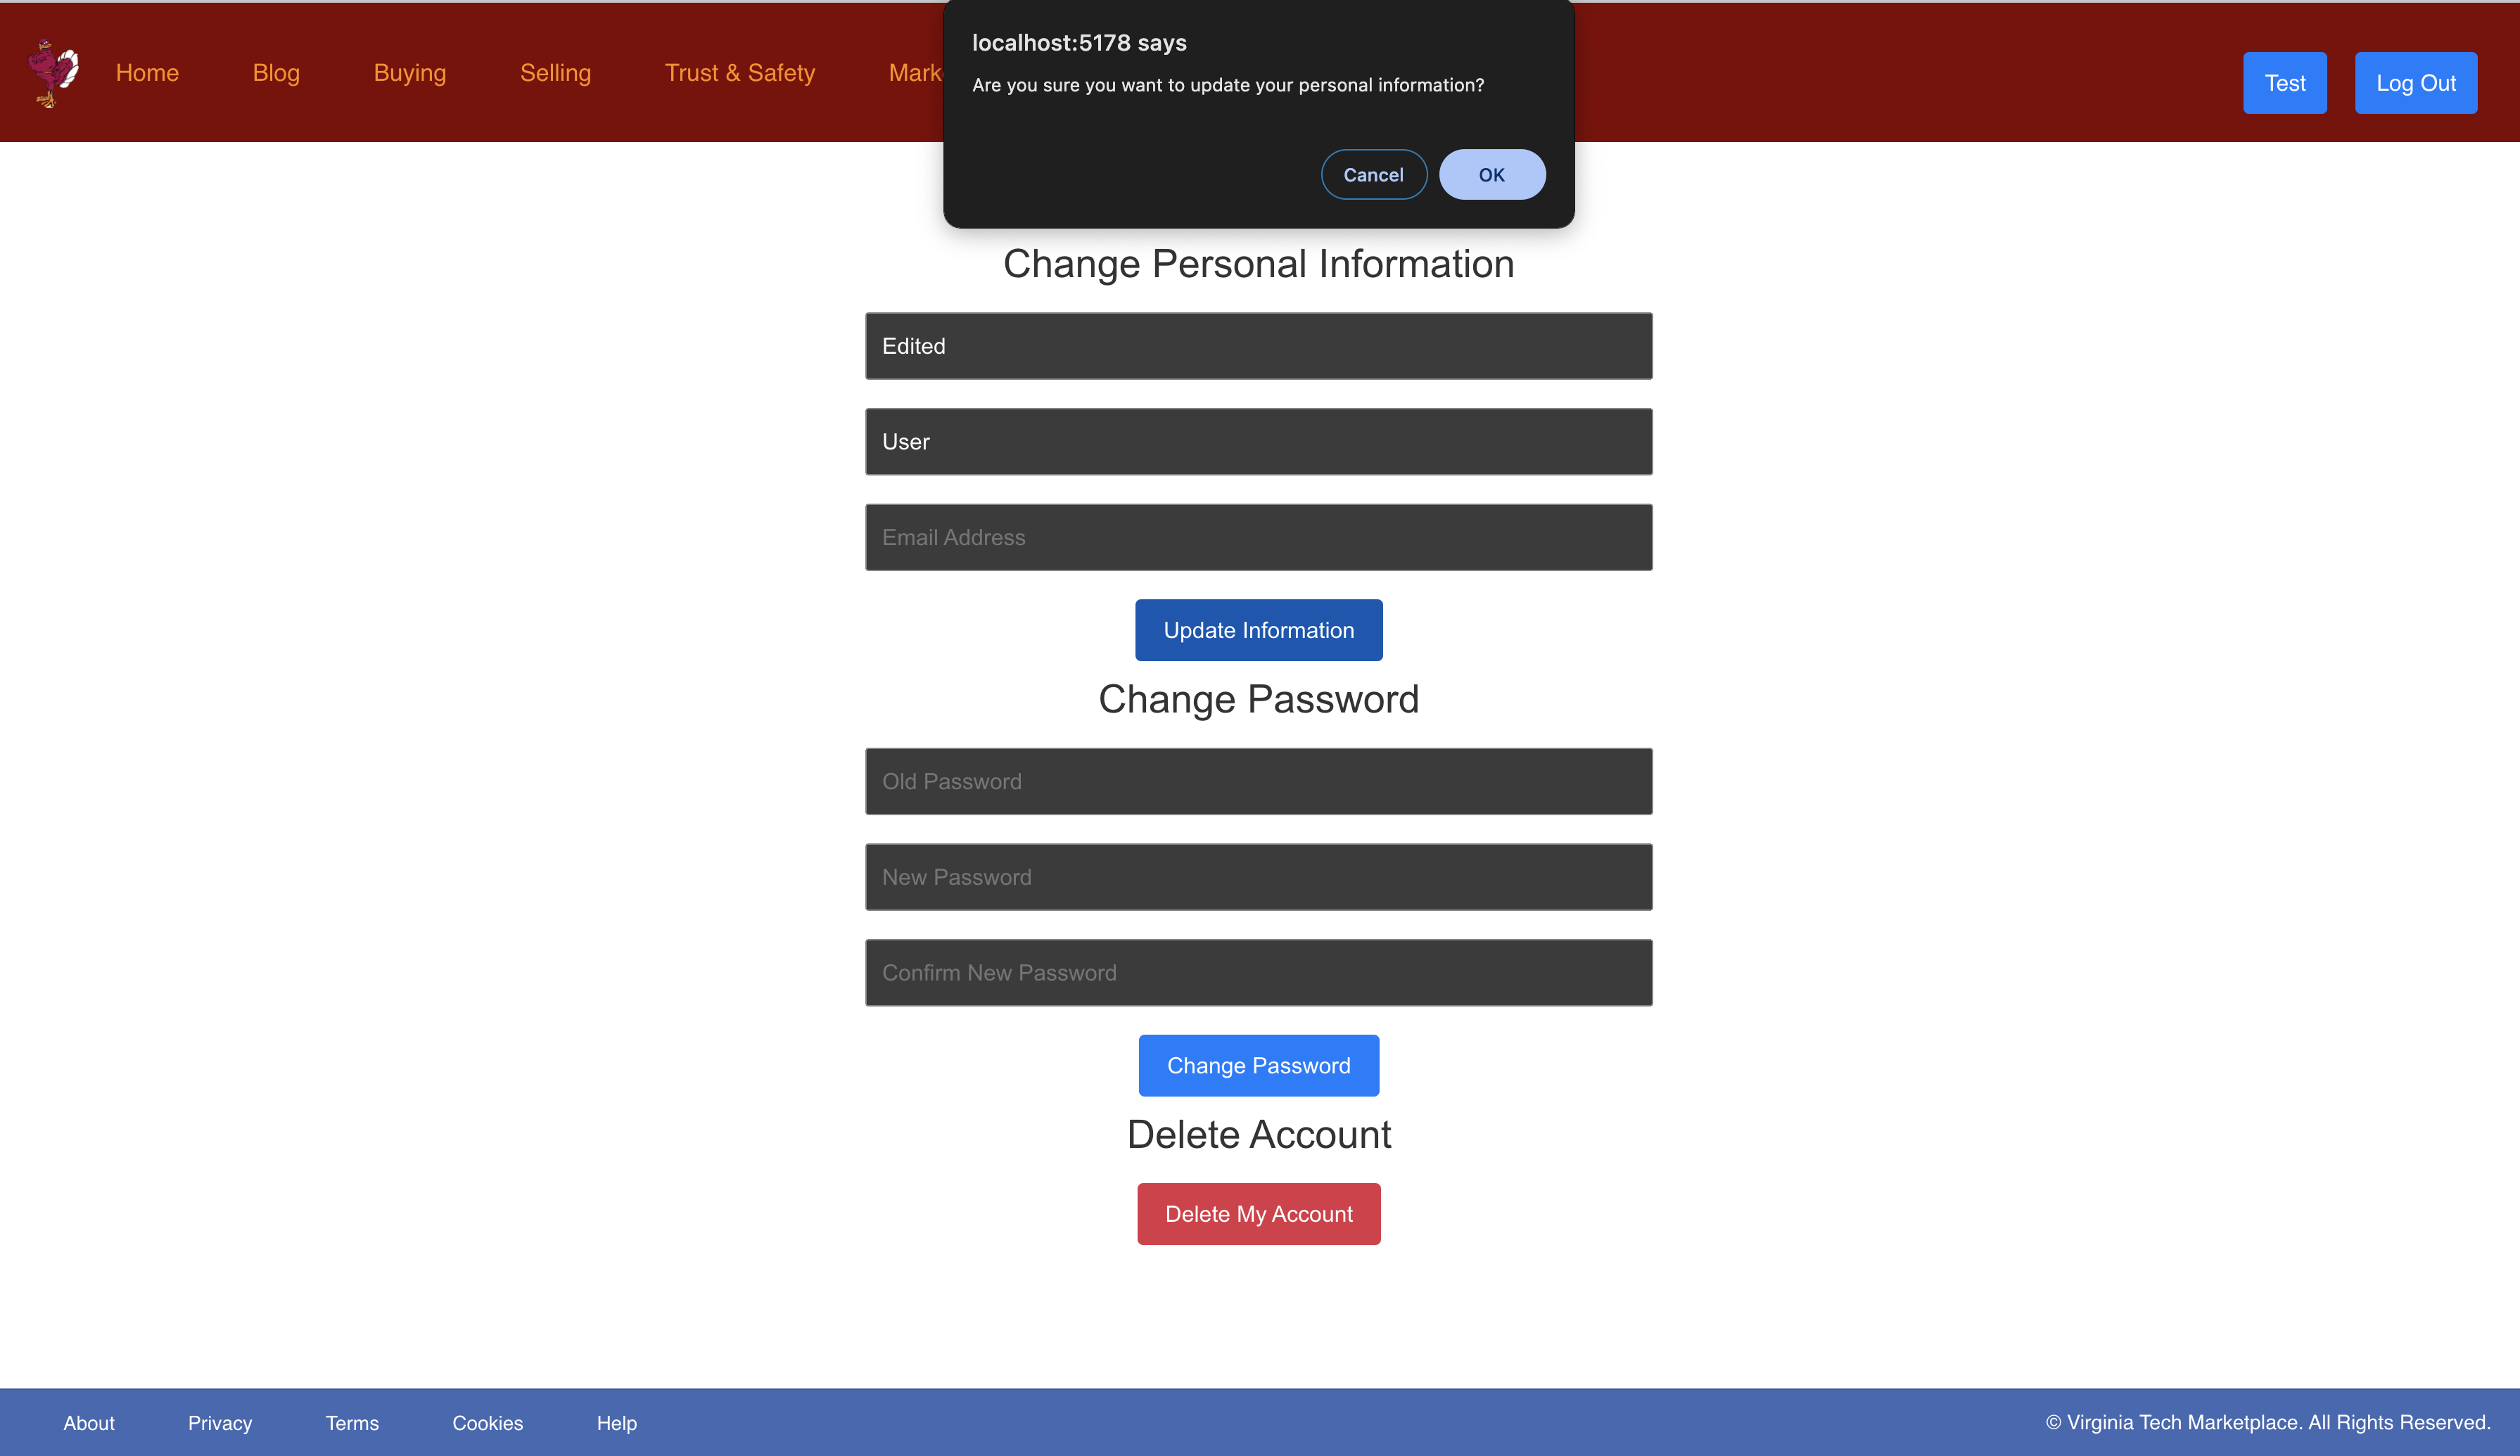 localhost:5178 says
Are you sure you want to update your personal information?
Cancel OK
Home Blog Buying Selling Trust & Safety Mark Test Log Out
Change Personal Information
Edited
User
Email Address
Update Information
Change Password
Old Password
New Password
Confirm New Password
Change Password
Delete Account
Delete My Account
About Privacy Terms Cookies Help © Virginia Tech Marketplace. All Rights Reserved.